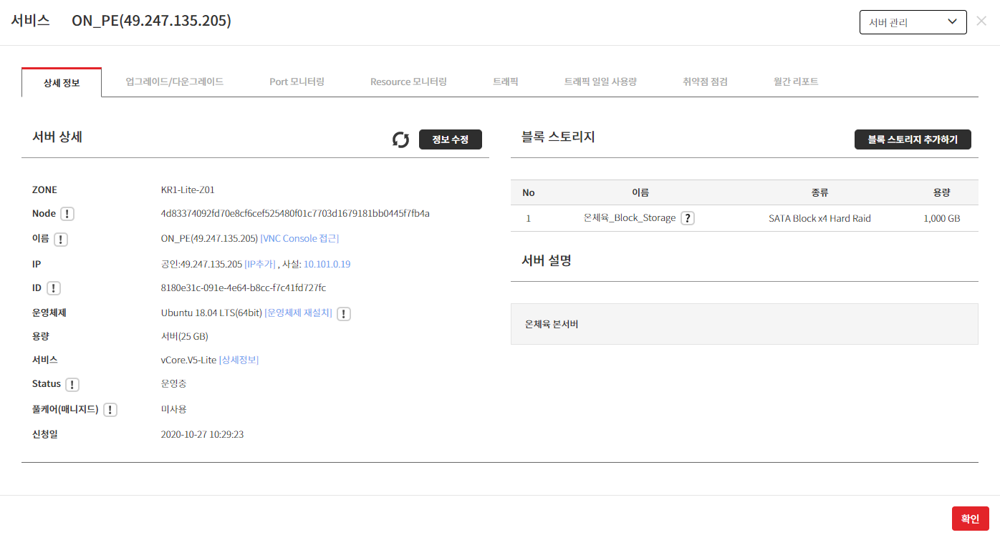 서비스 ON_PE(49.247.135.205)
서버 관리
상세 정보 업그레이드/다운그레이드 Port 모니터링 Resource 모니터링 트래픽 트래픽 일일 사용량 취약점 점검 월간 리포트
서버 상세
정보 수정
ZONE KR1-Lite-Z01
Node ! 4d83374092fd70e8cf6cef525480f01c7703d1679181bb0445f7fb4a
이름 ! ON_PE(49.247.135.205) [VNC Console 접근]
IP 공인:49.247.135.205 [IP추가] , 사설: 10.101.0.19
ID ! 8180e31c-091e-4e64-b8cc-f7c41fd727fc
운영체제 Ubuntu 18.04 LTS(64bit) [운영체제 재설치] !
용량 서버(25 GB)
서비스 vCore.V5-Lite [상세정보]
Status ! 운영중
풀케어(매니지드) ! 미사용
신청일 2020-10-27 10:29:23
블록 스토리지
블록 스토리지 추가하기
No 이름 종류 용량
1 온체육_Block_Storage ? SATA Block x4 Hard Raid 1,000 GB
서버 설명
온체육 본서버
확인